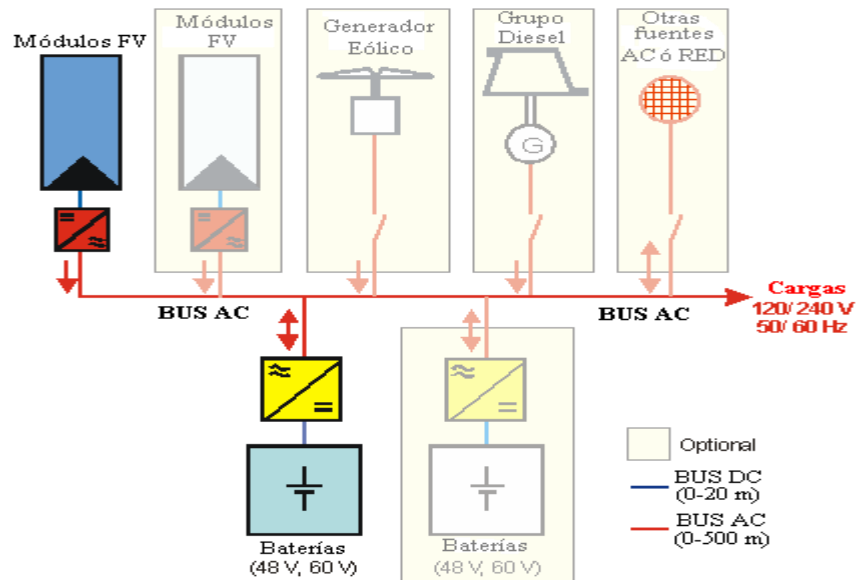 Módulos FV
Módulos
FV
Generador
Eólico
Grupo
Diesel
G
Otras
fuentes
AC ó RED
BUS AC
BUS AC
Cargas
120/ 240 V
50/ 60 Hz
Baterías
(48 V, 60 V)
Baterías
(48 V, 60 V)
Optional
BUS DC
(0-20 m)
BUS AC
(0-500 m)